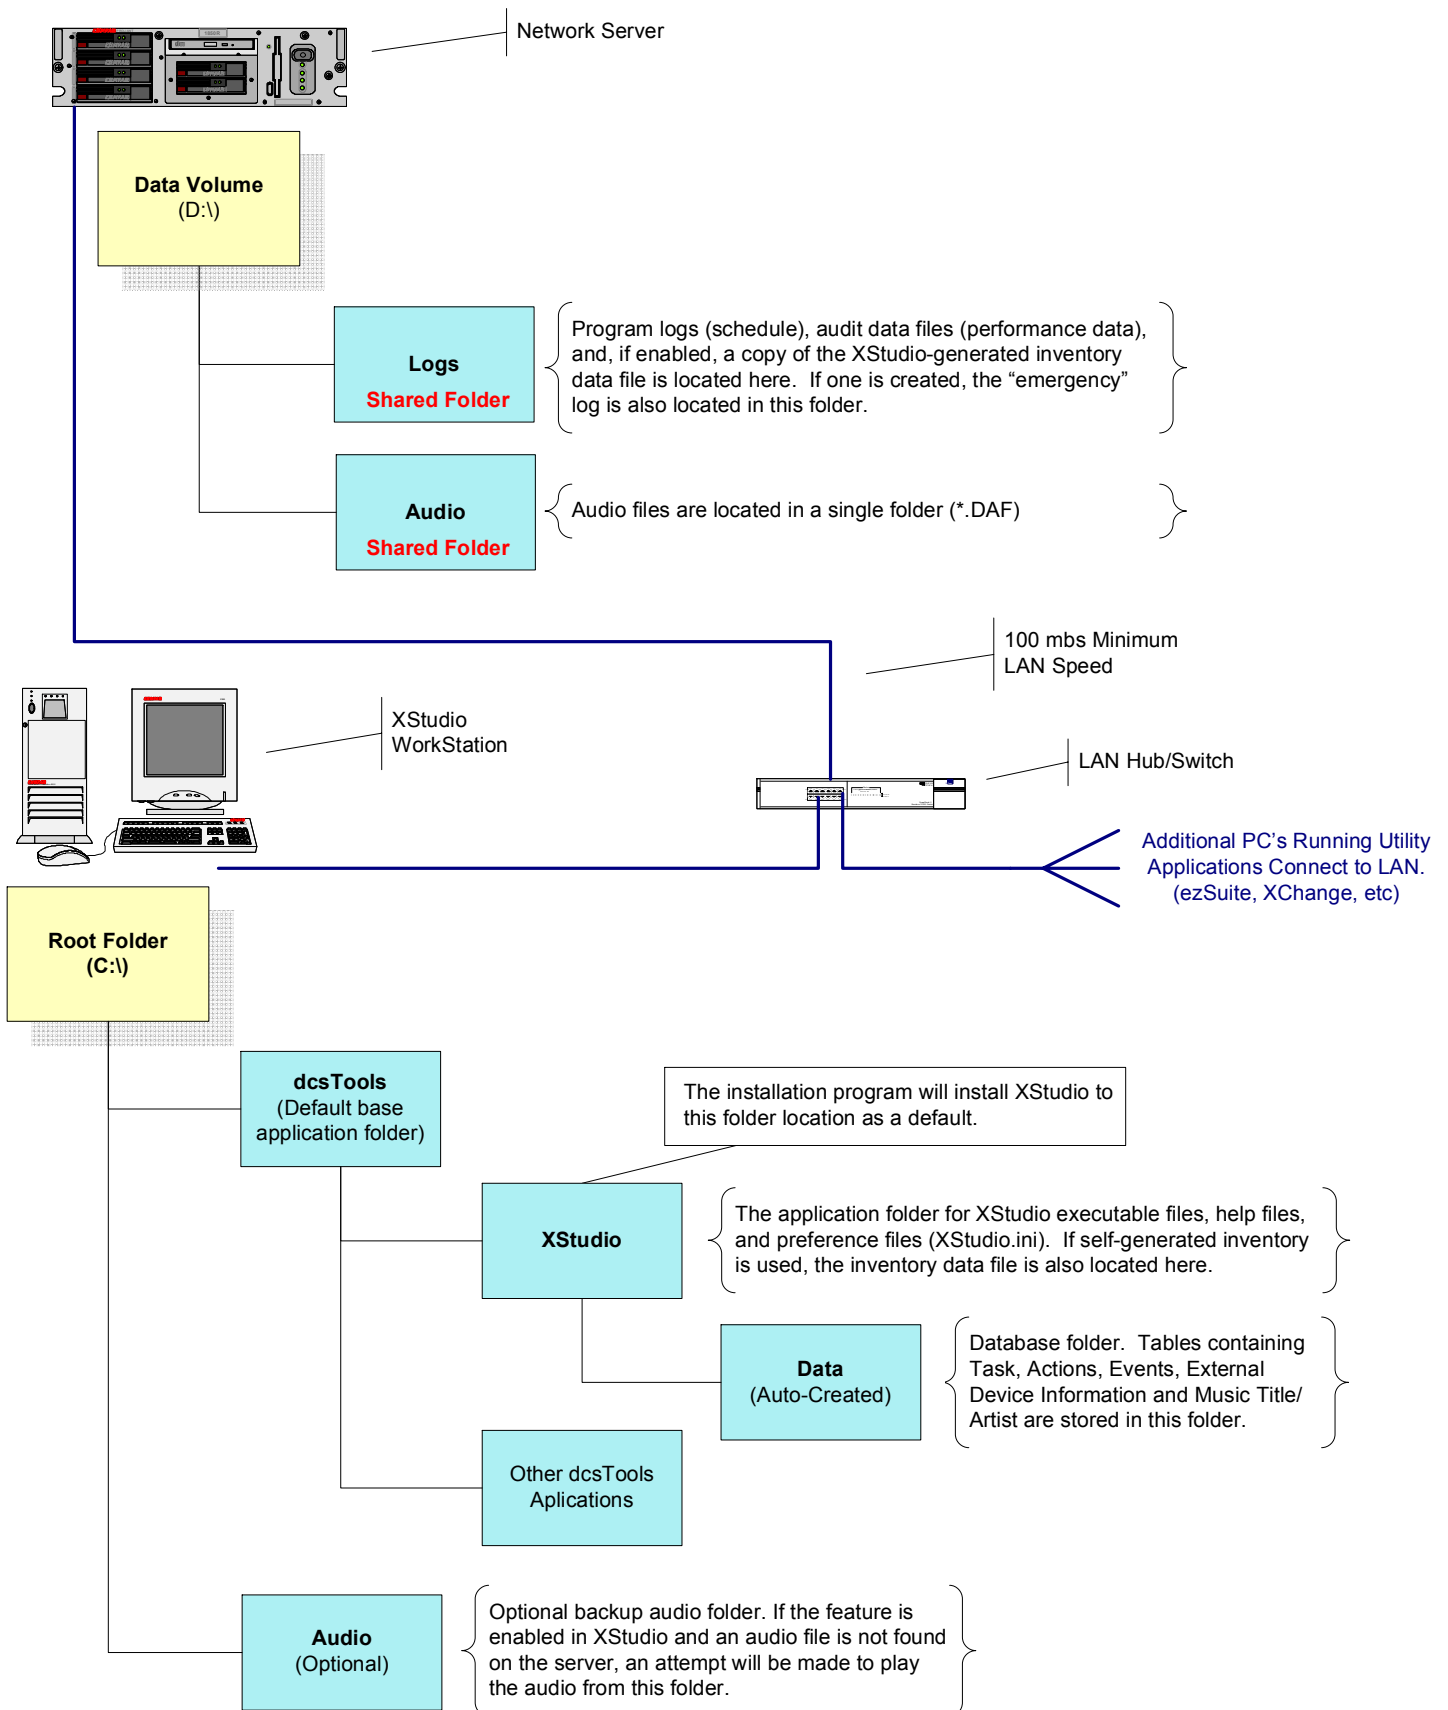 Network Server
Data Volume
(D:\)
Logs
Shared Folder
Program logs (schedule), audit data files (performance data),
and, if enabled, a copy of the XStudio-generated inventory
data file is located here.  If one is created, the “emergency”
log is also located in this folder.
Audio
Shared Folder
Audio files are located in a single folder (*.DAF)
100 mbs Minimum
LAN Speed
XStudio
WorkStation
LAN Hub/Switch
Additional PC's Running Utility
Applications Connect to LAN.
(ezSuite, XChange, etc)
Root Folder
(C:\)
dcsTools
(Default base
application folder)
The installation program will install XStudio to
this folder location as a default.
XStudio
The application folder for XStudio executable files, help files,
and preference files (XStudio.ini).  If self-generated inventory
is used, the inventory data file is also located here.
Data
(Auto-Created)
Database folder.  Tables containing
Task, Actions, Events, External
Device Information and Music Title/
Artist are stored in this folder.
Other dcsTools
Aplications
Audio
(Optional)
Optional backup audio folder. If the feature is
enabled in XStudio and an audio file is not found
on the server, an attempt will be made to play
the audio from this folder.